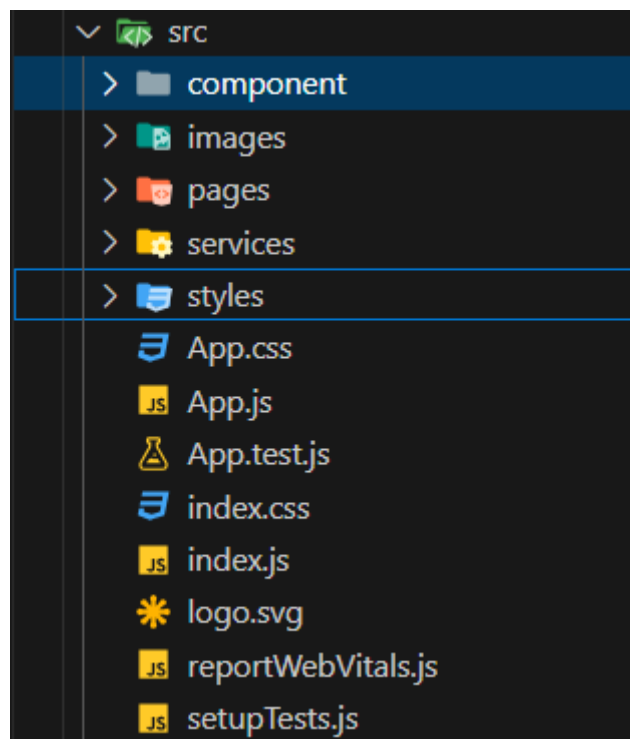 src
component
images
pages
services
styles
App.css
App.js
App.test.js
index.css
index.js
logo.svg
reportWebVitals.js
setupTests.js